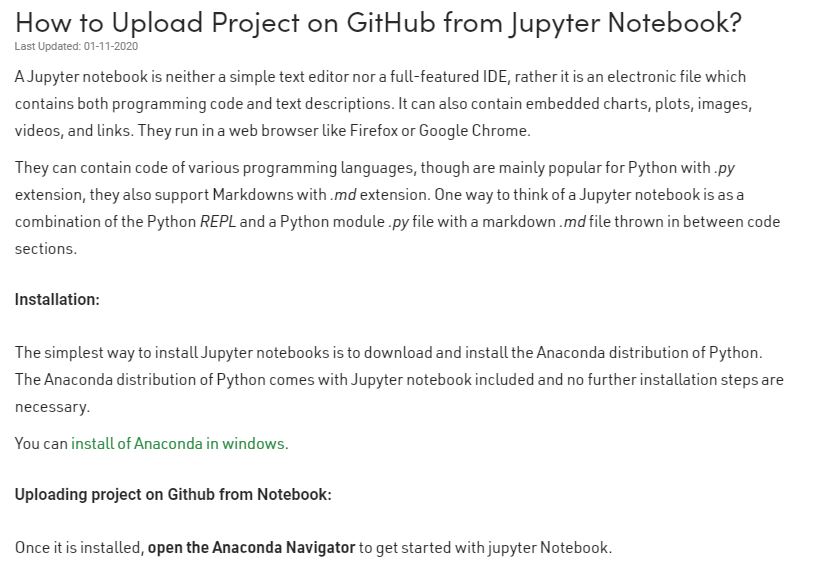 How to Upload Project on GitHub from Jupyter Notebook?
Last Updated: 01-11-2020
A Jupyter notebook is neither a simple text editor nor a full-featured IDE, rather it is an electronic file which
contains both programming code and text descriptions. It can also contain embedded charts, plots, images,
videos, and links. They run in a web browser like Firefox or Google Chrome.
They can contain code of various programming languages, though are mainly popular for Python with .py
extension, they also support Markdowns with .md extension. One way to think of a Jupyter notebook is as a
combination of the Python REPL and a Python module .py file with a markdown .md file thrown in between code
sections.
Installation:
The simplest way to install Jupyter notebooks is to download and install the Anaconda distribution of Python.
The Anaconda distribution of Python comes with Jupyter notebook included and no further installation steps are
necessary.
You can install of Anaconda in windows.
Uploading project on Github from Notebook:
Once it is installed, open the Anaconda Navigator to get started with jupyter Notebook.